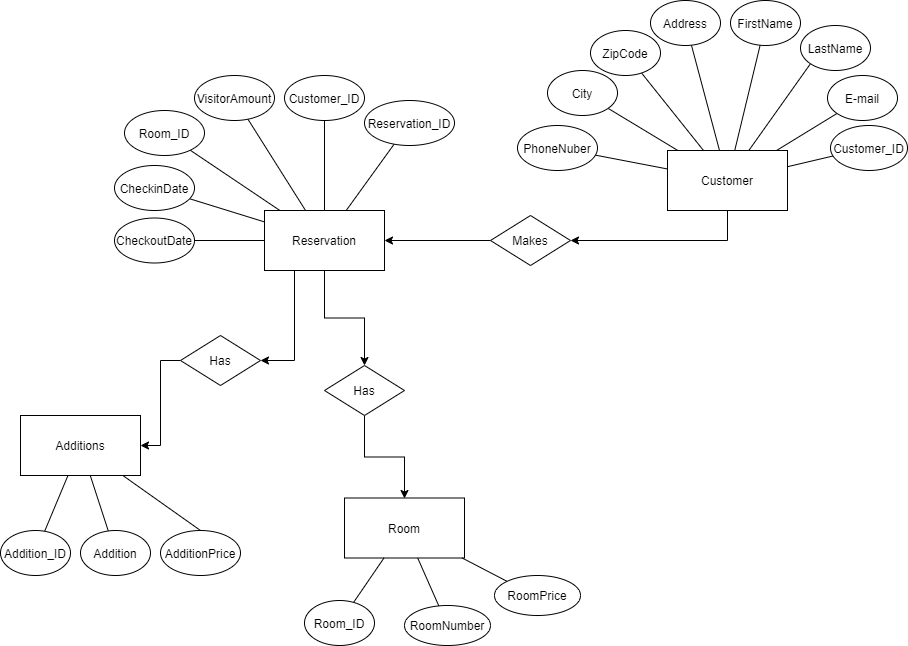 Address
FirstName
LastName
ZipCode
City
E-mail
PhoneNuber
Customer_ID
Customer
VisitorAmount
Customer_ID
Reservation_ID
Room_ID
CheckinDate
CheckoutDate
Reservation
Makes
Has
Has
Additions
Room
Addition_ID
Addition
AdditionPrice
RoomPrice
Room_ID
RoomNumber